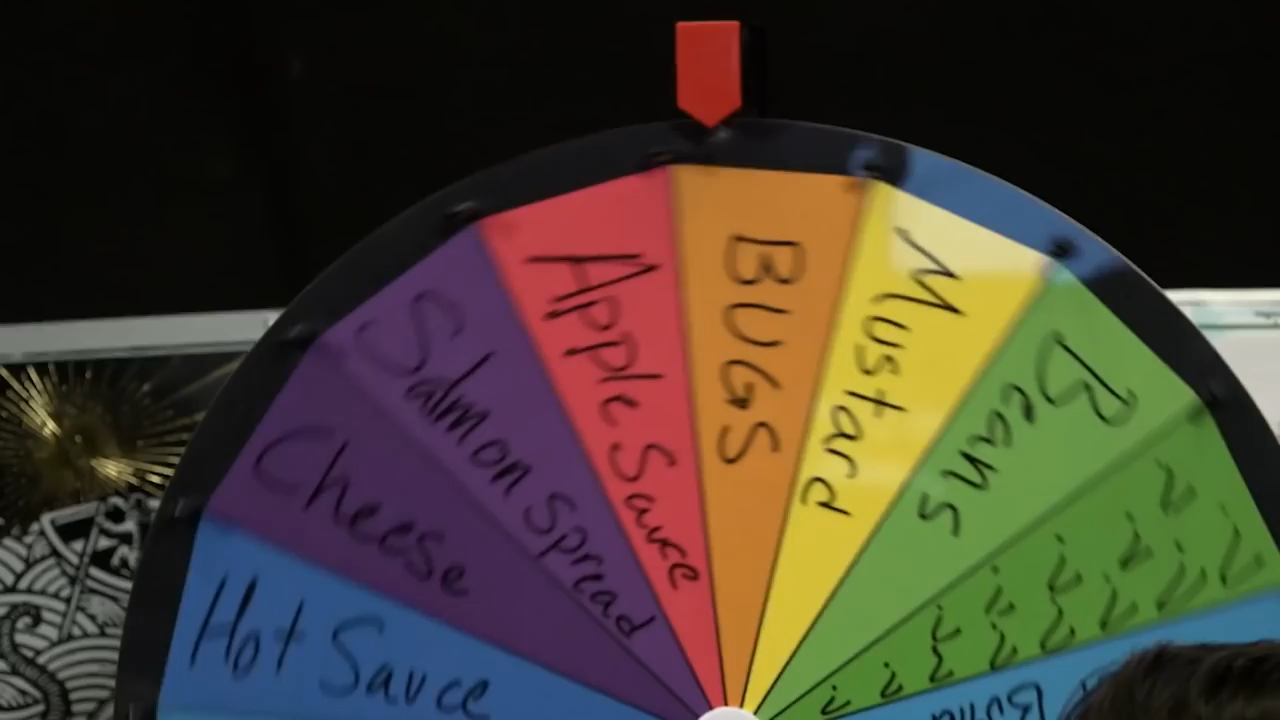 Hot Sauce
Cheese
Salmon Spread
Apple Sauce
BUGS
Mustard
Beans
? ? ? ? ? ? ? ? ? ? ? ? ? ?